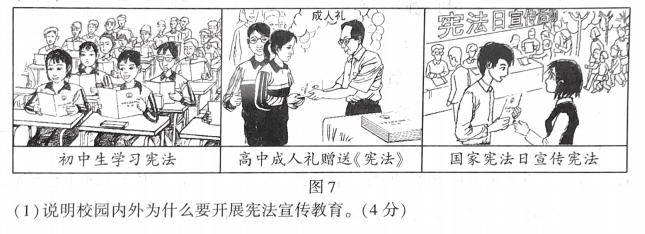 成人礼
宪法日宣传活动
初中生学习宪法
高中成人礼赠送《宪法》
国家宪法日宣传宪法
图7
(1)说明校园内外为什么要开展宪法宣传教育。(4分)